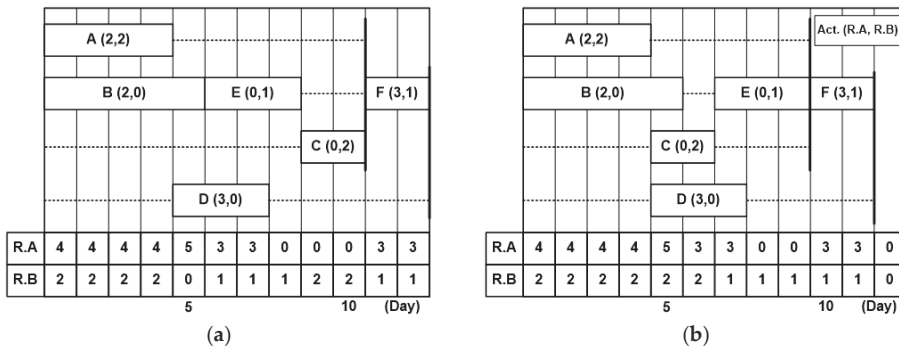 A (2,2)
B (2,0) E (0,1) F (3,1)
C (0,2)
D (3,0)
R.A 4 4 4 4 5 3 3 0 0 0 3 3
R.B 2 2 2 2 0 1 1 1 2 2 1 1
5 10 (Day)
(a)
A (2,2) Act. (R.A, R.B)
B (2,0) E (0,1) F (3,1)
C (0,2)
D (3,0)
R.A 4 4 4 4 5 3 3 0 0 3 3 0
R.B 2 2 2 2 2 2 1 1 1 1 1 0
5 10 (Day)
(b)